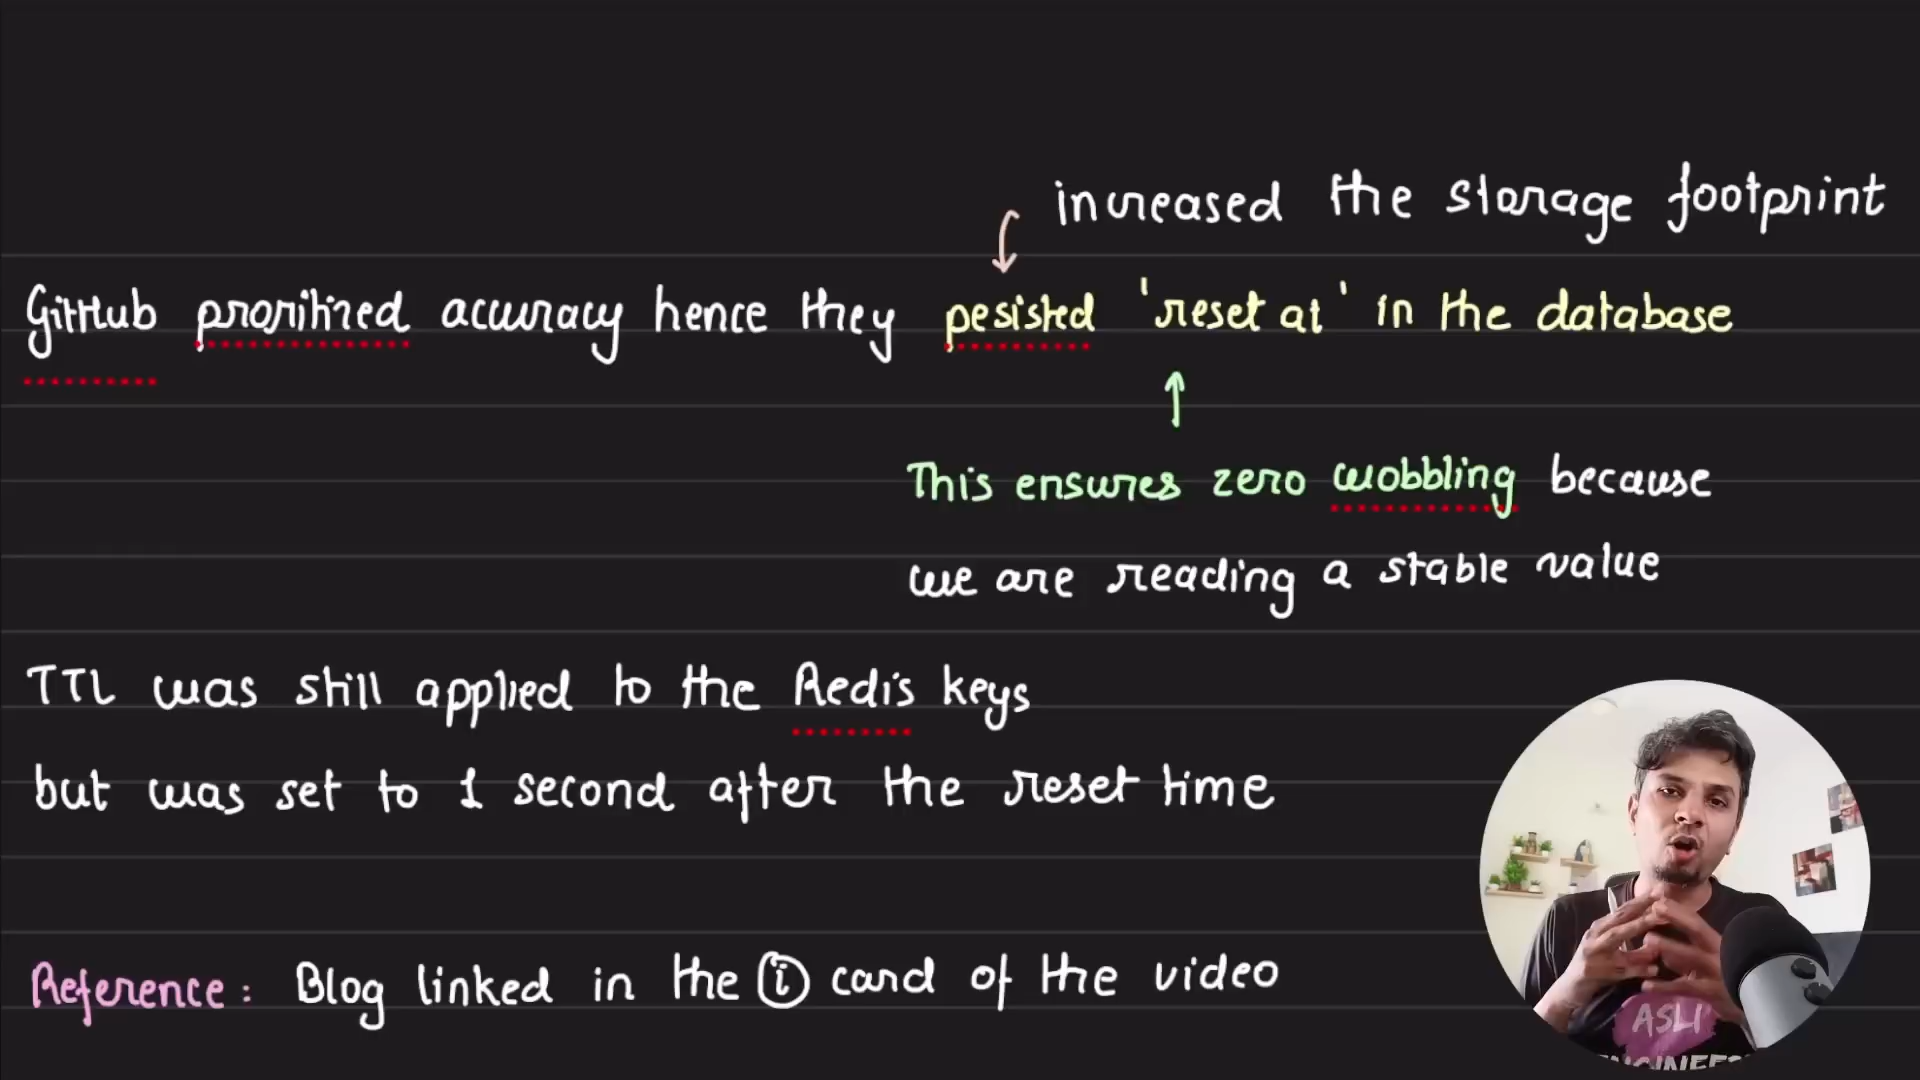 increased the storage footprint
GitHub prioritized accuracy hence they pesisted 'reset at' in the database
This ensures zero wobbling because
we are reading a stable value
TTL was still applied to the Redis keys
but was set to 1 second after the reset time
Reference: Blog linked in the i card of the video
ASLI